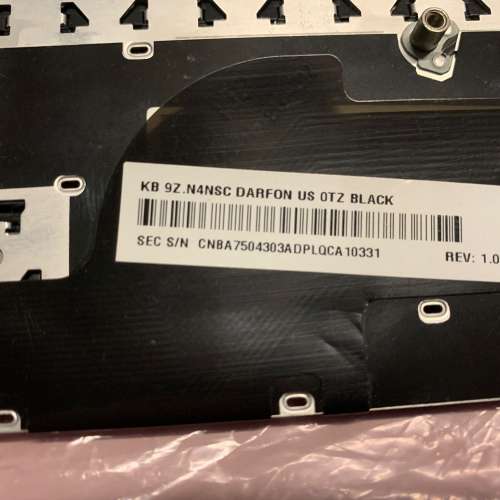 KB 9Z.N4NSC DARFON US 0TZ BLACK
SEC S/N CNBA7504303ADPLQCA10331 REV: 1.0